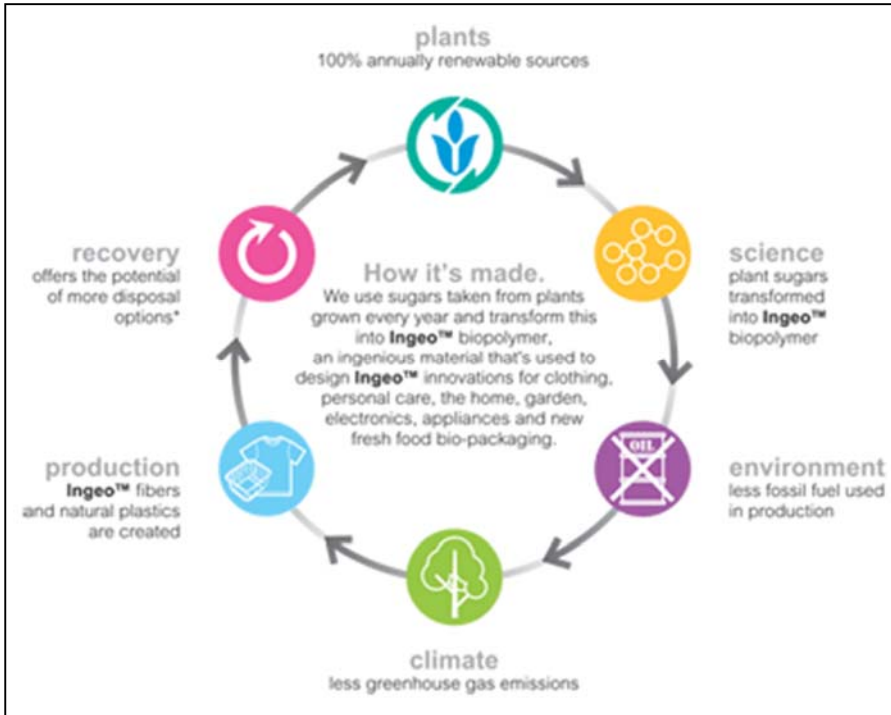 plants
100% annually renewable sources
science
plant sugars
transformed
into Ingeo™
biopolymer
environment
less fossil fuel used
in production
climate
less greenhouse gas emissions
production
Ingeo™ fibers
and natural plastics
are created
recovery
offers the potential
of more disposal
options*
How it's made.
We use sugars taken from plants
grown every year and transform this
into Ingeo™ biopolymer,
an ingenious material that's used to
design Ingeo™ innovations for clothing,
personal care, the home, garden,
electronics, appliances and new
fresh food bio-packaging.
OIL